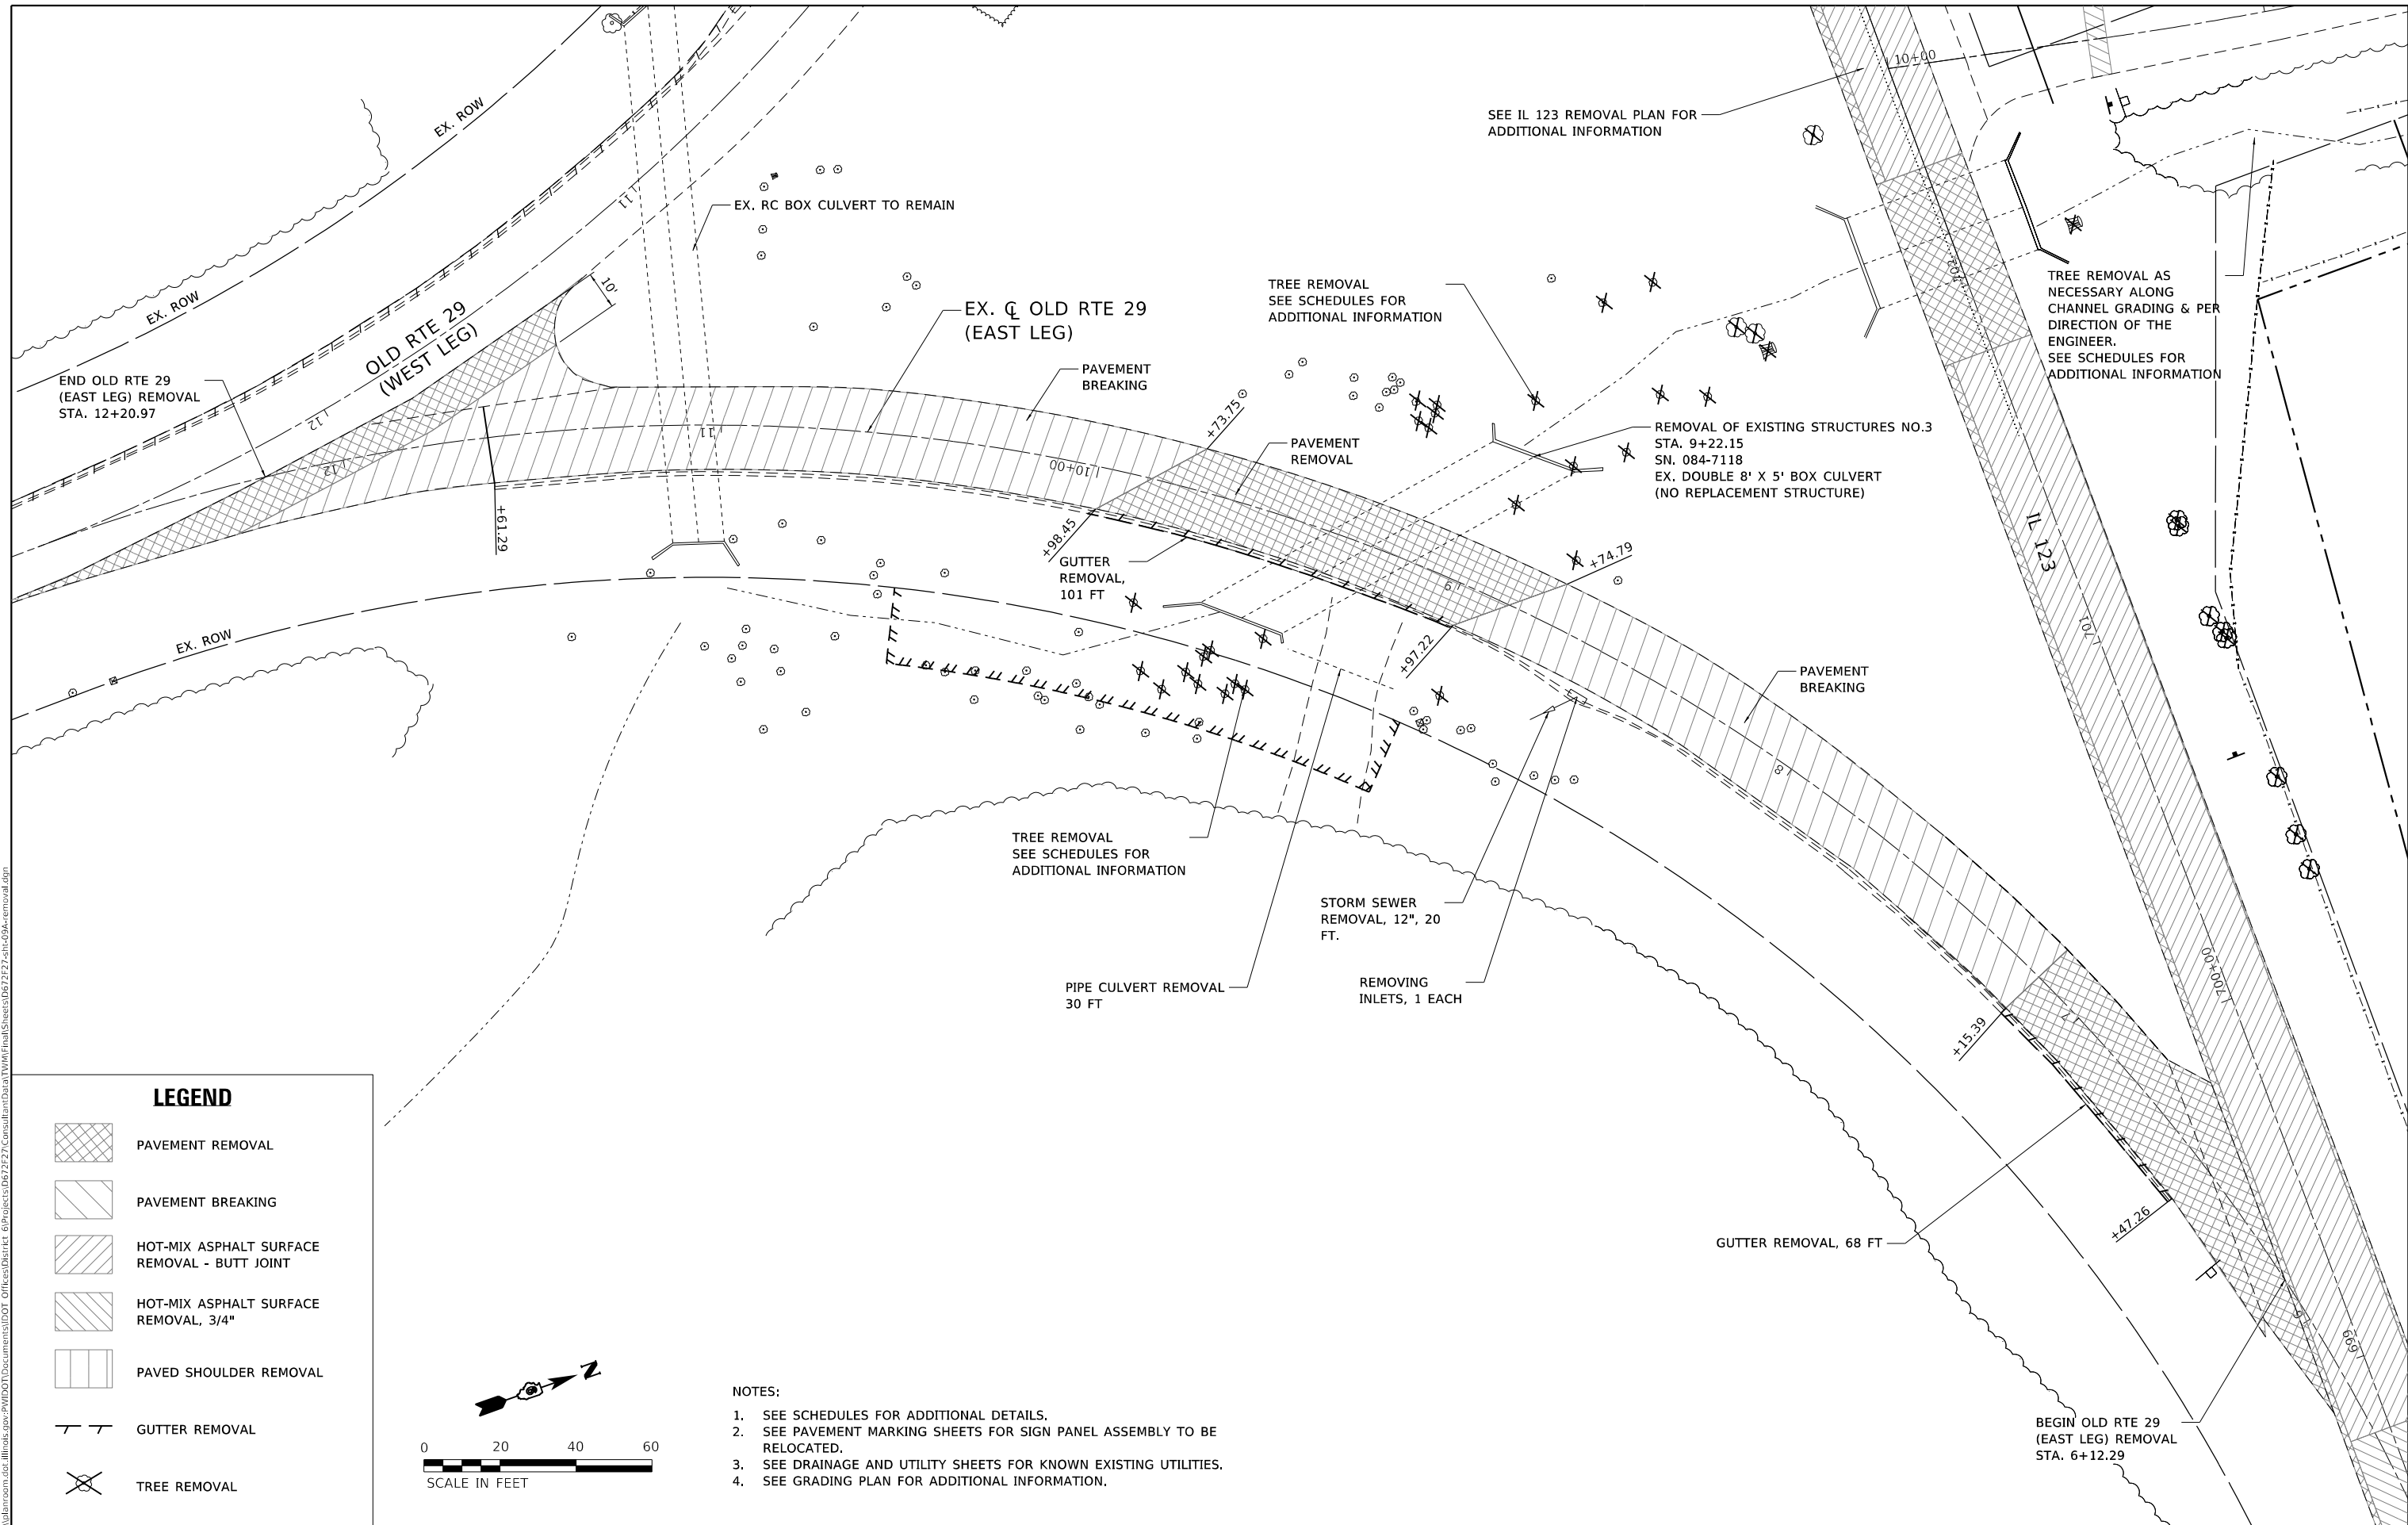 EX. ROW
10+00
SEE IL 123 REMOVAL PLAN FOR
ADDITIONAL INFORMATION
11
EX. RC BOX CULVERT TO REMAIN
EX. ROW
10'
OLD RTE 29
(WEST LEG)
EX. ℄ OLD RTE 29
(EAST LEG)
TREE REMOVAL
SEE SCHEDULES FOR
ADDITIONAL INFORMATION
702
TREE REMOVAL AS
NECESSARY ALONG
CHANNEL GRADING & PER
DIRECTION OF THE
ENGINEER.
SEE SCHEDULES FOR
ADDITIONAL INFORMATION
END OLD RTE 29
(EAST LEG) REMOVAL
STA. 12+20.97
PAVEMENT
BREAKING
12
12
11
+73.75
10+00
PAVEMENT
REMOVAL
REMOVAL OF EXISTING STRUCTURES NO.3
STA. 9+22.15
SN. 084-7118
EX. DOUBLE 8' X 5' BOX CULVERT
(NO REPLACEMENT STRUCTURE)
+61.29
+98.45
GUTTER
REMOVAL,
101 FT
9
+74.79
IL 123
EX. ROW
+97.22
701
PAVEMENT
BREAKING
8
TREE REMOVAL
SEE SCHEDULES FOR
ADDITIONAL INFORMATION
STORM SEWER
REMOVAL, 12", 20
FT.
PIPE CULVERT REMOVAL
30 FT
REMOVING
INLETS, 1 EACH
700+00
7
+15.39
+47.26
GUTTER REMOVAL, 68 FT
6
699
BEGIN OLD RTE 29
(EAST LEG) REMOVAL
STA. 6+12.29
LEGEND
PAVEMENT REMOVAL
PAVEMENT BREAKING
HOT-MIX ASPHALT SURFACE
REMOVAL - BUTT JOINT
HOT-MIX ASPHALT SURFACE
REMOVAL, 3/4"
PAVED SHOULDER REMOVAL
GUTTER REMOVAL
TREE REMOVAL
N
0 20 40 60
SCALE IN FEET
NOTES:
1. SEE SCHEDULES FOR ADDITIONAL DETAILS.
2. SEE PAVEMENT MARKING SHEETS FOR SIGN PANEL ASSEMBLY TO BE
RELOCATED.
3. SEE DRAINAGE AND UTILITY SHEETS FOR KNOWN EXISTING UTILITIES.
4. SEE GRADING PLAN FOR ADDITIONAL INFORMATION.